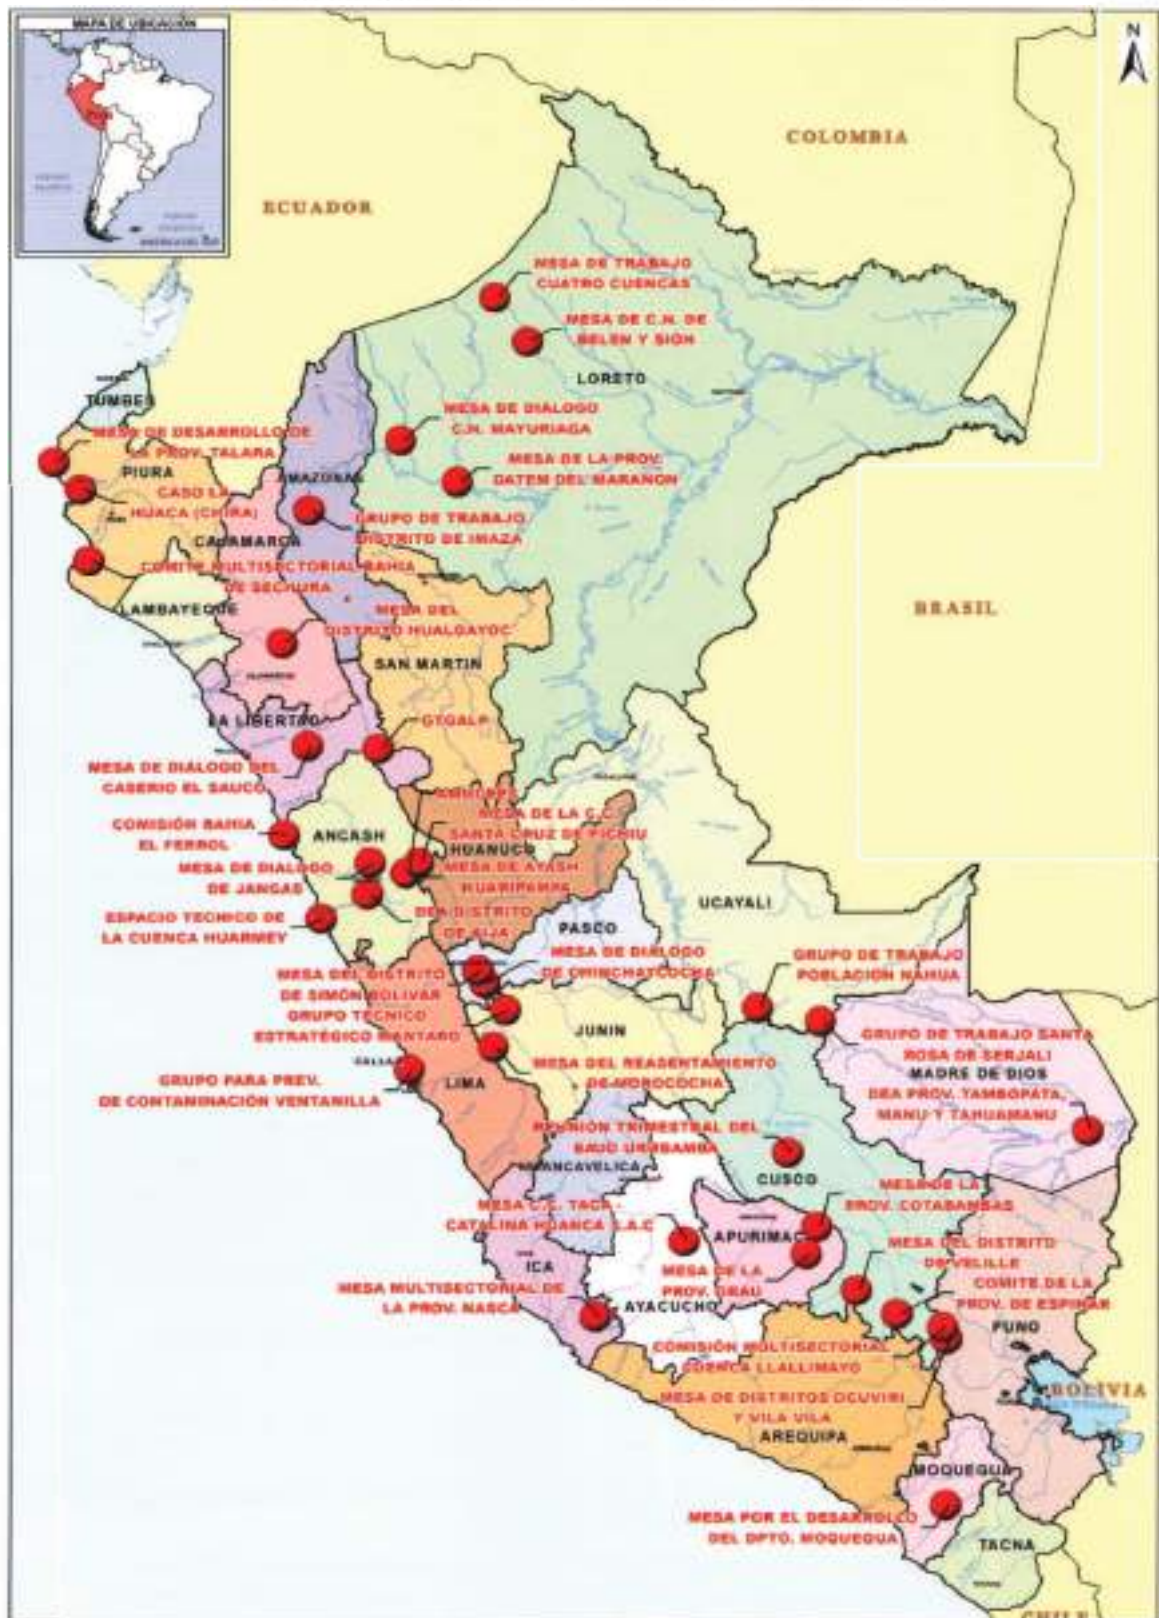 MAPA DE UBICACIÓN
Perú
N
COLOMBIA
ECUADOR
MESA DE TRABAJO
CUATRO CUENCAS
MESA DE C.N. DE
BELEN Y SION
LORETO
TUMBES
MESA DE DIALOGO
C.N. MAYURIAGA
MESA DE DESARROLLO DE
LA PROV. TALARA
PIURA
MESA DE LA PROV.
DATEM DEL MARAÑON
AMAZONAS
CASO LA
HUACA (CHIRA)
GRUPO DE TRABAJO
DISTRITO DE IMAZA
CAJAMARCA
COMITE MULTISECTORIAL BAHIA
DE SECHURA
LAMBAYEQUE
BRASIL
MESA DEL
DISTRITO HUALGAYOC
SAN MARTIN
LA LIBERTAD
GTGALP
MESA DE DIALOGO DEL
CASERIO EL SAUCO
MESA DE LA C.C.
SANTA CRUZ DE PICHIU
COMISIÓN BAHIA
EL FERROL
ANCASH
HUANUCO
MESA DE DIALOGO
DE JANGAS
MESA DE AYASH
HUARIPAMPA
UCAYALI
ESPACIO TECNICO DE
LA CUENCA HUARMEY
DEA DISTRITO
DE AIJA
PASCO
MESA DE DIALOGO
DE CHINCHAYCOCHA
GRUPO DE TRABAJO
POBLACION NAHUA
MESA DEL DISTRITO
DE SIMÓN BOLIVAR
GRUPO TECNICO
ESTRATÉGICO MANTARO
JUNIN
GRUPO DE TRABAJO SANTA
ROSA DE SERJALI
MADRE DE DIOS
CALLAO
MESA DEL REASENTAMIENTO
DE MOROCOCHA
LIMA
GRUPO PARA PREV.
DE CONTAMINACIÓN VENTANILLA
DEA PROV. TAMBOPATA,
MANU Y TAHUAMANU
REUNIÓN TRIMESTRAL DEL
BAUD URUBAMBA
HUANCAVELICA
CUSCO
MESA DE LA
PROV. COTABAMBAS
MESA C.C. TACA -
CATALINA HUANCA S.A.C
APURIMAC
ICA
MESA DEL DISTRITO
DE VELILLE
MESA DE LA
PROV. GRAU
MESA MULTISECTORIAL DE
LA PROV. NASCA
AYACUCHO
COMITE DE LA
PROV. DE ESPINAR
PUNO
COMISIÓN MULTISECTORIAL
CUENCA LLALLIMAYO
BOLIVIA
MESA DE DISTRITOS OCUVIRI
Y VILA VILA
AREQUIPA
MOQUEGUA
MESA POR EL DESARROLLO
DEL DPTO. MOQUEGUA
TACNA
CHILE